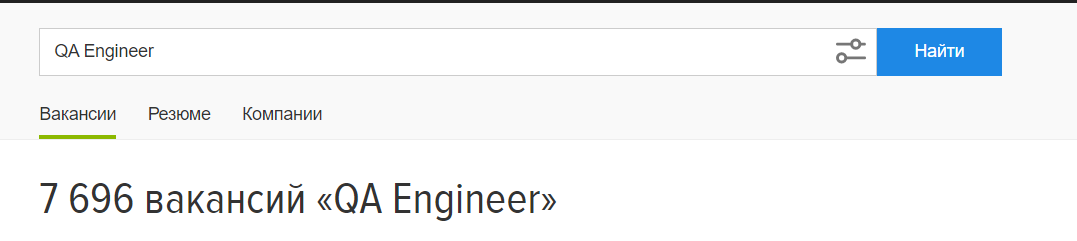 QA Engineer
Найти
Вакансии Резюме Компании
7 696 вакансий «QA Engineer»